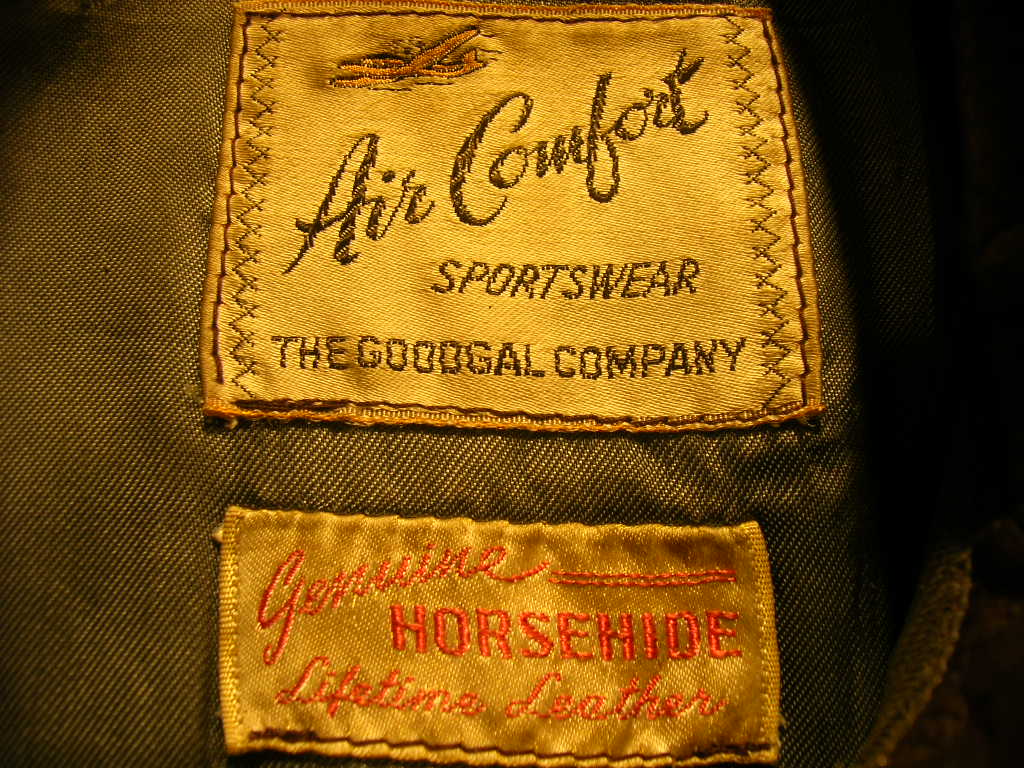 Air Comfort
SPORTSWEAR
THE GOODGAL COMPANY
Genuine
HORSEHIDE
Lifetime Leather